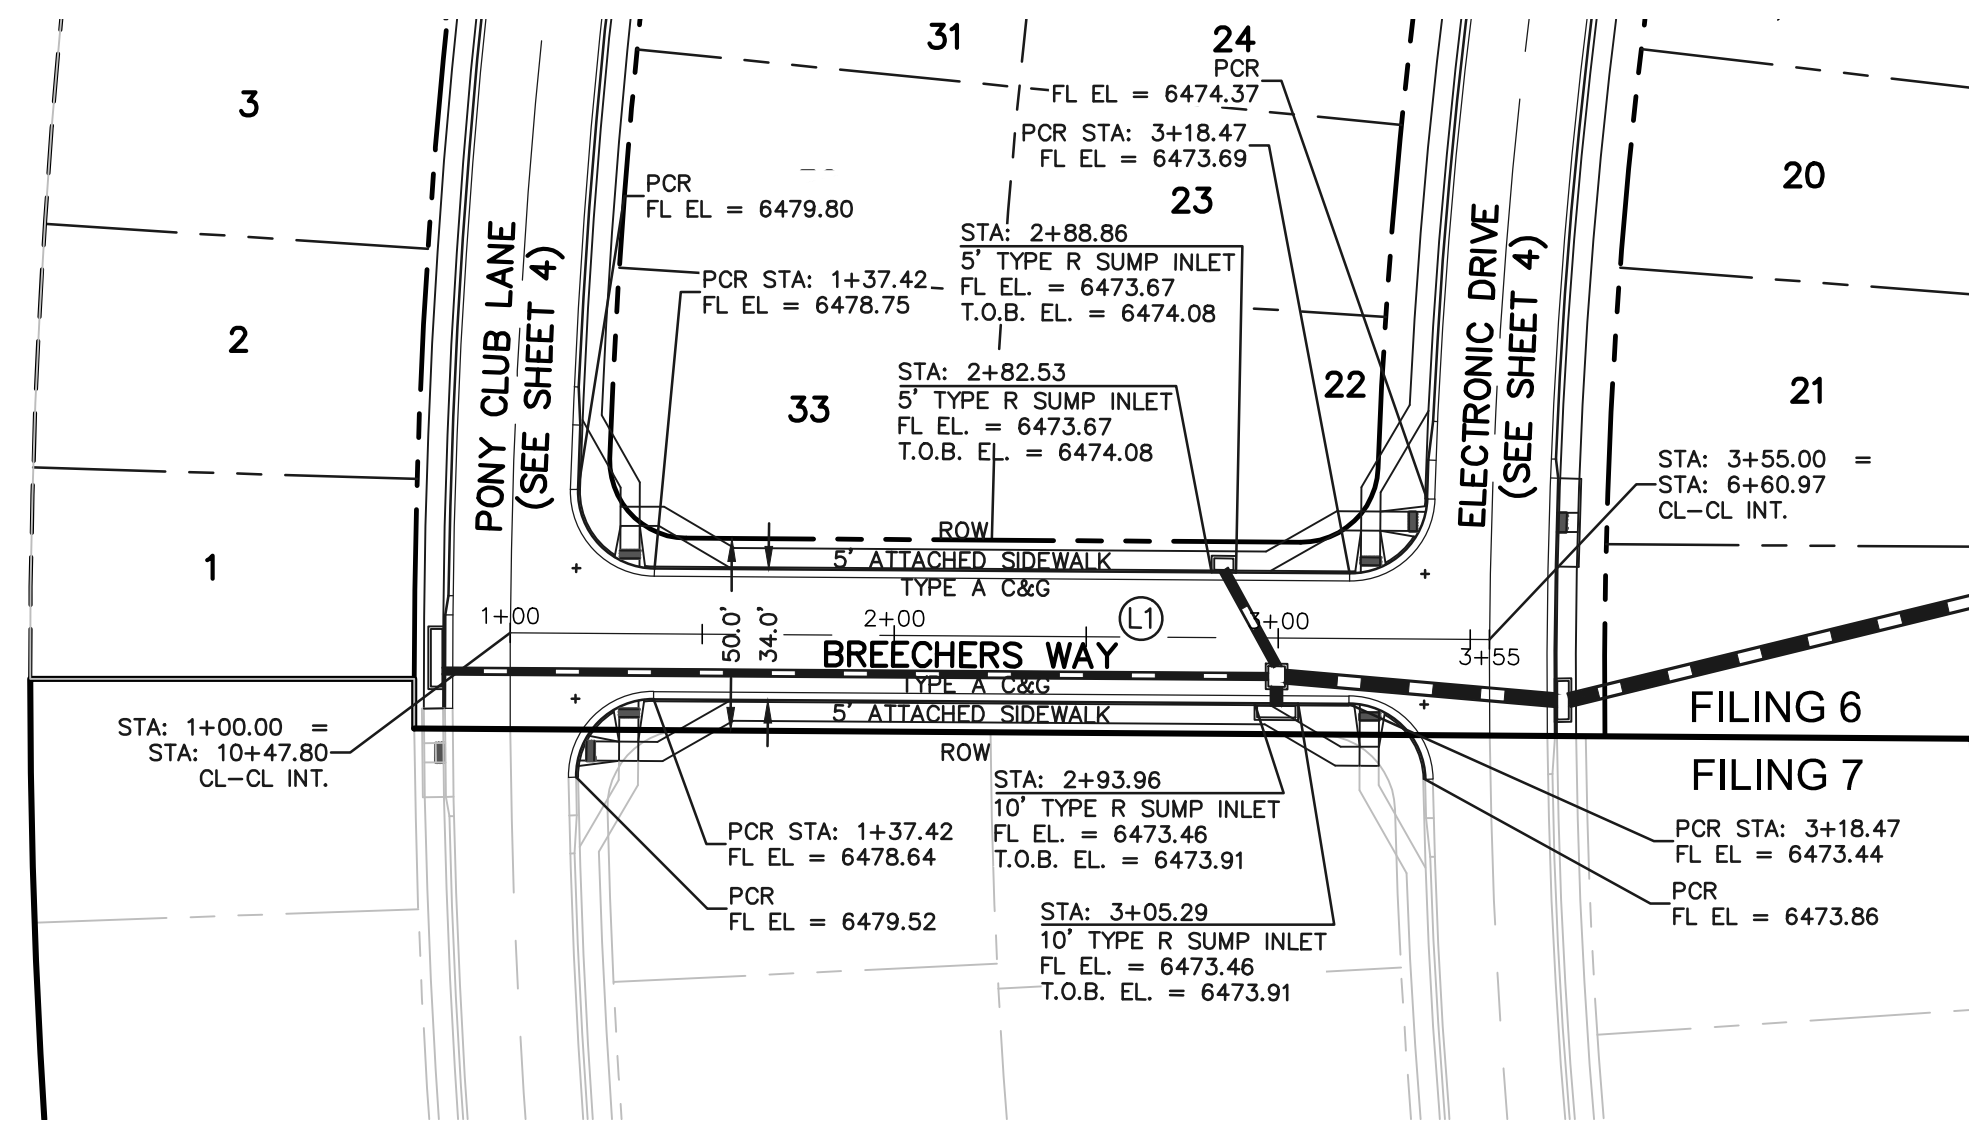 31
24
PCR
FL EL = 6474.37
3
PCR STA: 3+18.47
FL EL = 6473.69
PCR
FL EL = 6479.80
23
20
STA: 2+88.86
5' TYPE R SUMP INLET
FL EL. = 6473.67
T.O.B. EL. = 6474.08
PONY CLUB LANE
(SEE SHEET 4)
ELECTRONIC DRIVE
(SEE SHEET 4)
PCR STA: 1+37.42
FL EL = 6478.75
2
STA: 2+82.53
5' TYPE R SUMP INLET
FL EL. = 6473.67
T.O.B. EL. = 6474.08
33
22
21
STA: 3+55.00 =
STA: 6+60.97
CL-CL INT.
1
ROW
5' ATTACHED SIDEWALK
TYPE A C&G
1+00
2+00
L1
3+00
3+55
50.0'
34.0'
BREECHERS WAY
TYPE A C&G
5' ATTACHED SIDEWALK
ROW
FILING 6
FILING 7
STA: 1+00.00 =
STA: 10+47.80
CL-CL INT.
STA: 2+93.96
10' TYPE R SUMP INLET
FL EL. = 6473.46
T.O.B. EL. = 6473.91
PCR STA: 1+37.42
FL EL = 6478.64
PCR STA: 3+18.47
FL EL = 6473.44
PCR
FL EL = 6479.52
PCR
FL EL = 6473.86
STA: 3+05.29
10' TYPE R SUMP INLET
FL EL. = 6473.46
T.O.B. EL. = 6473.91